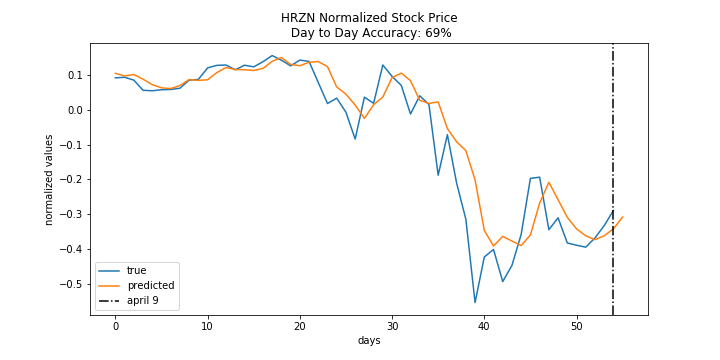 HRZN Normalized Stock Price
Day to Day Accuracy: 69%
normalized values
0.1
0.0
−0.1
−0.2
−0.3
−0.4
−0.5
true
predicted
april 9
0 10 20 30 40 50
days